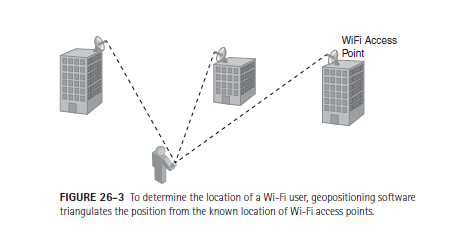 WiFi Access
Point
FIGURE 26-3 To determine the location of a Wi-Fi user, geopositioning software
triangulates the position from the known location of Wi-Fi access points.